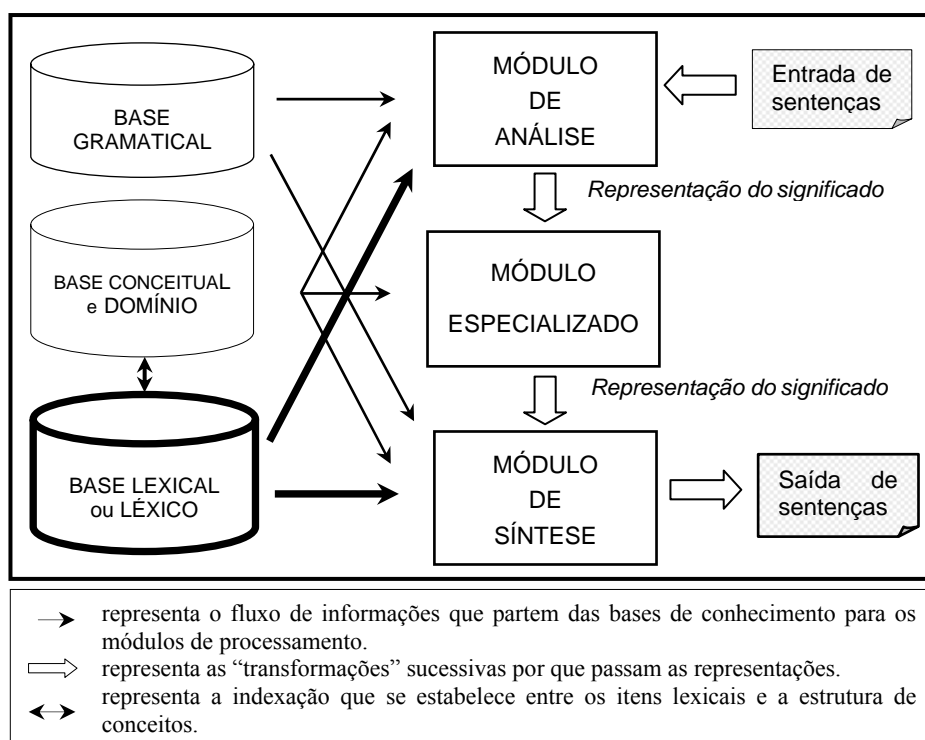 BASE
GRAMATICAL
MÓDULO
DE
ANÁLISE
Entrada de
sentenças
Representação do significado
BASE CONCEITUAL
e DOMÍNIO
MÓDULO
ESPECIALIZADO
Representação do significado
BASE LEXICAL
ou LÉXICO
MÓDULO
DE
SÍNTESE
Saída de
sentenças
representa o fluxo de informações que partem das bases de conhecimento para os
módulos de processamento.
representa as “transformações” sucessivas por que passam as representações.
representa a indexação que se estabelece entre os itens lexicais e a estrutura de
conceitos.